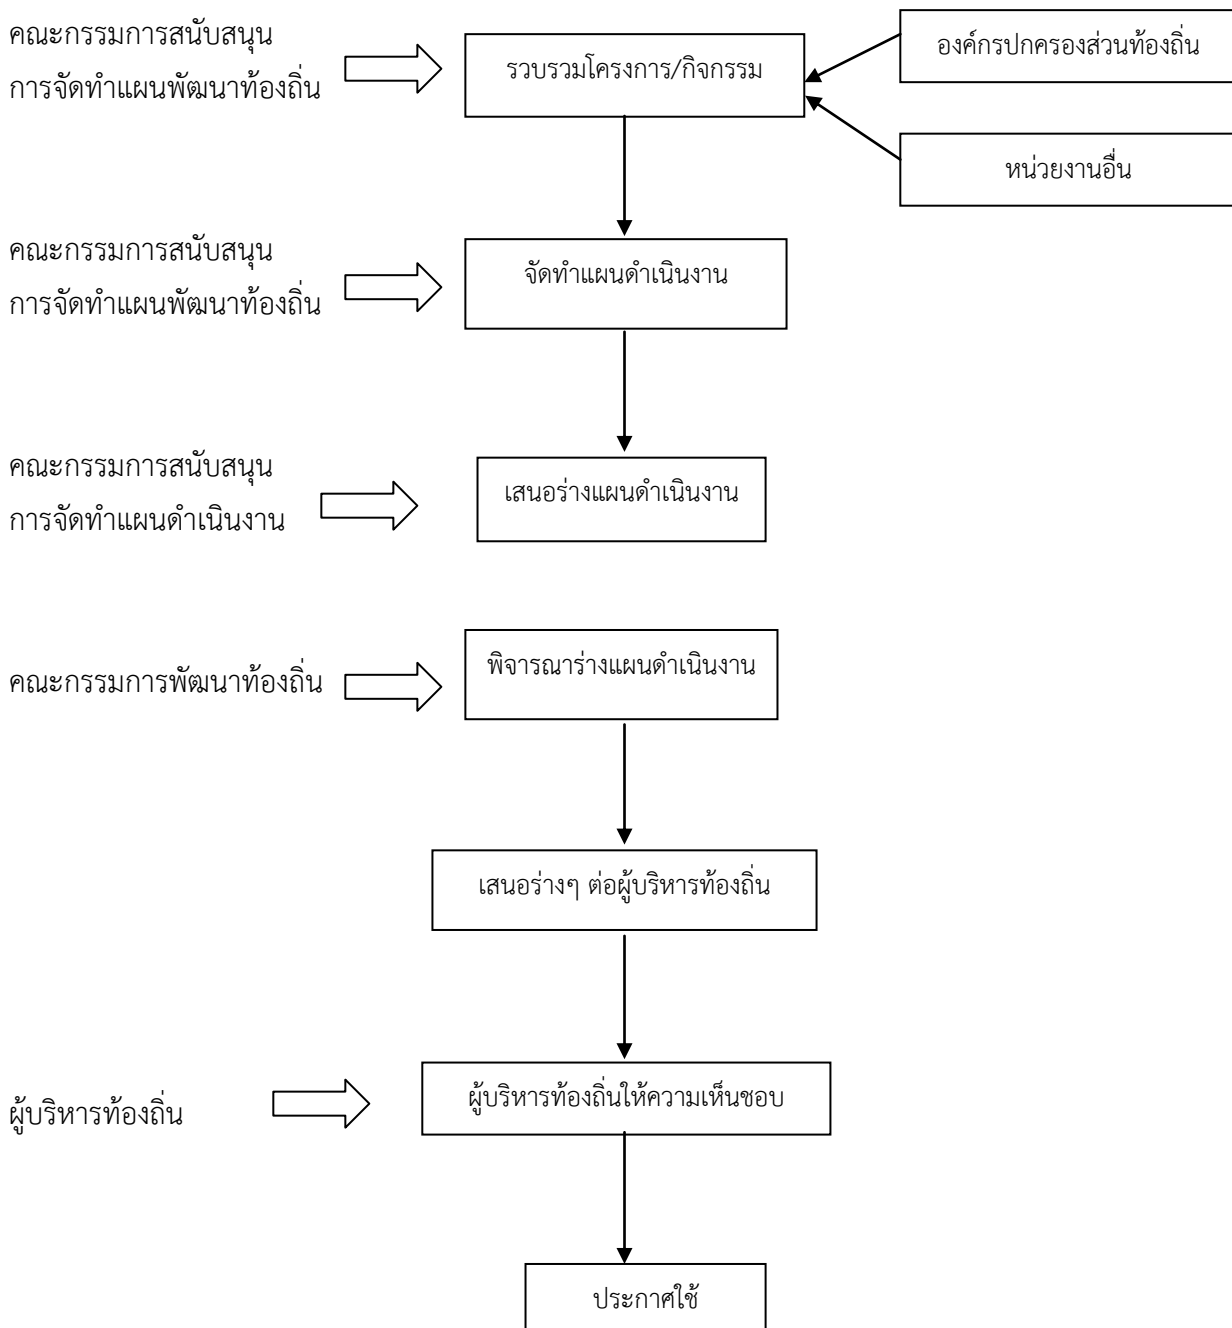 คณะกรรมการสนับสนุน
การจัดทำแผนพัฒนาท้องถิ่น
รวบรวมโครงการ/กิจกรรม
องค์กรปกครองส่วนท้องถิ่น
หน่วยงานอื่น
คณะกรรมการสนับสนุน
การจัดทำแผนพัฒนาท้องถิ่น
จัดทำแผนดำเนินงาน
คณะกรรมการสนับสนุน
การจัดทำแผนดำเนินงาน
เสนอร่างแผนดำเนินงาน
คณะกรรมการพัฒนาท้องถิ่น
พิจารณาร่างแผนดำเนินงาน
เสนอร่างๆ ต่อผู้บริหารท้องถิ่น
ผู้บริหารท้องถิ่น
ผู้บริหารท้องถิ่นให้ความเห็นชอบ
ประกาศใช้